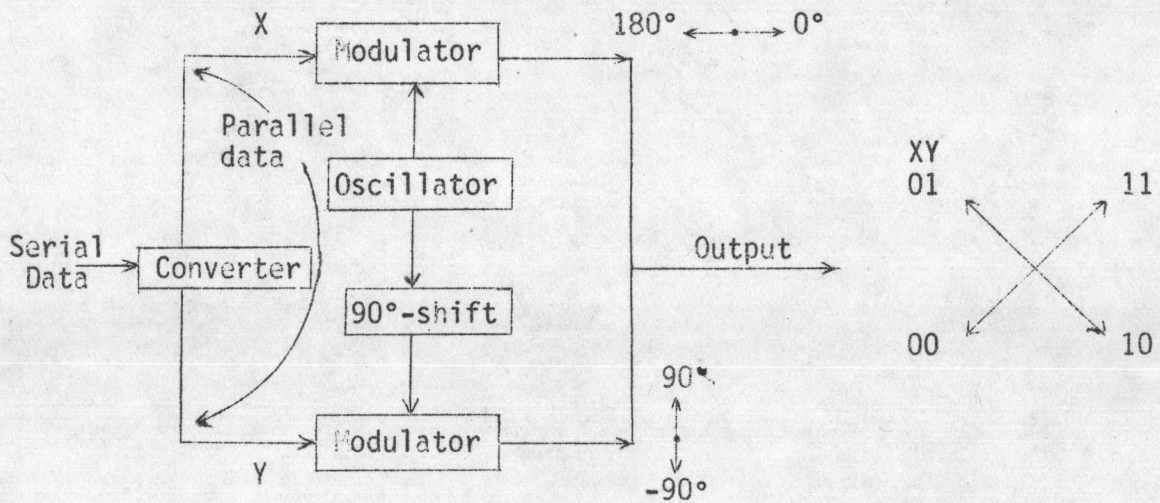 X
Modulator
180°
0°
Parallel
data
Oscillator
XY
01
11
Serial
Data
Converter
Output
90°-shift
00
10
90°
Modulator
Y
-90°